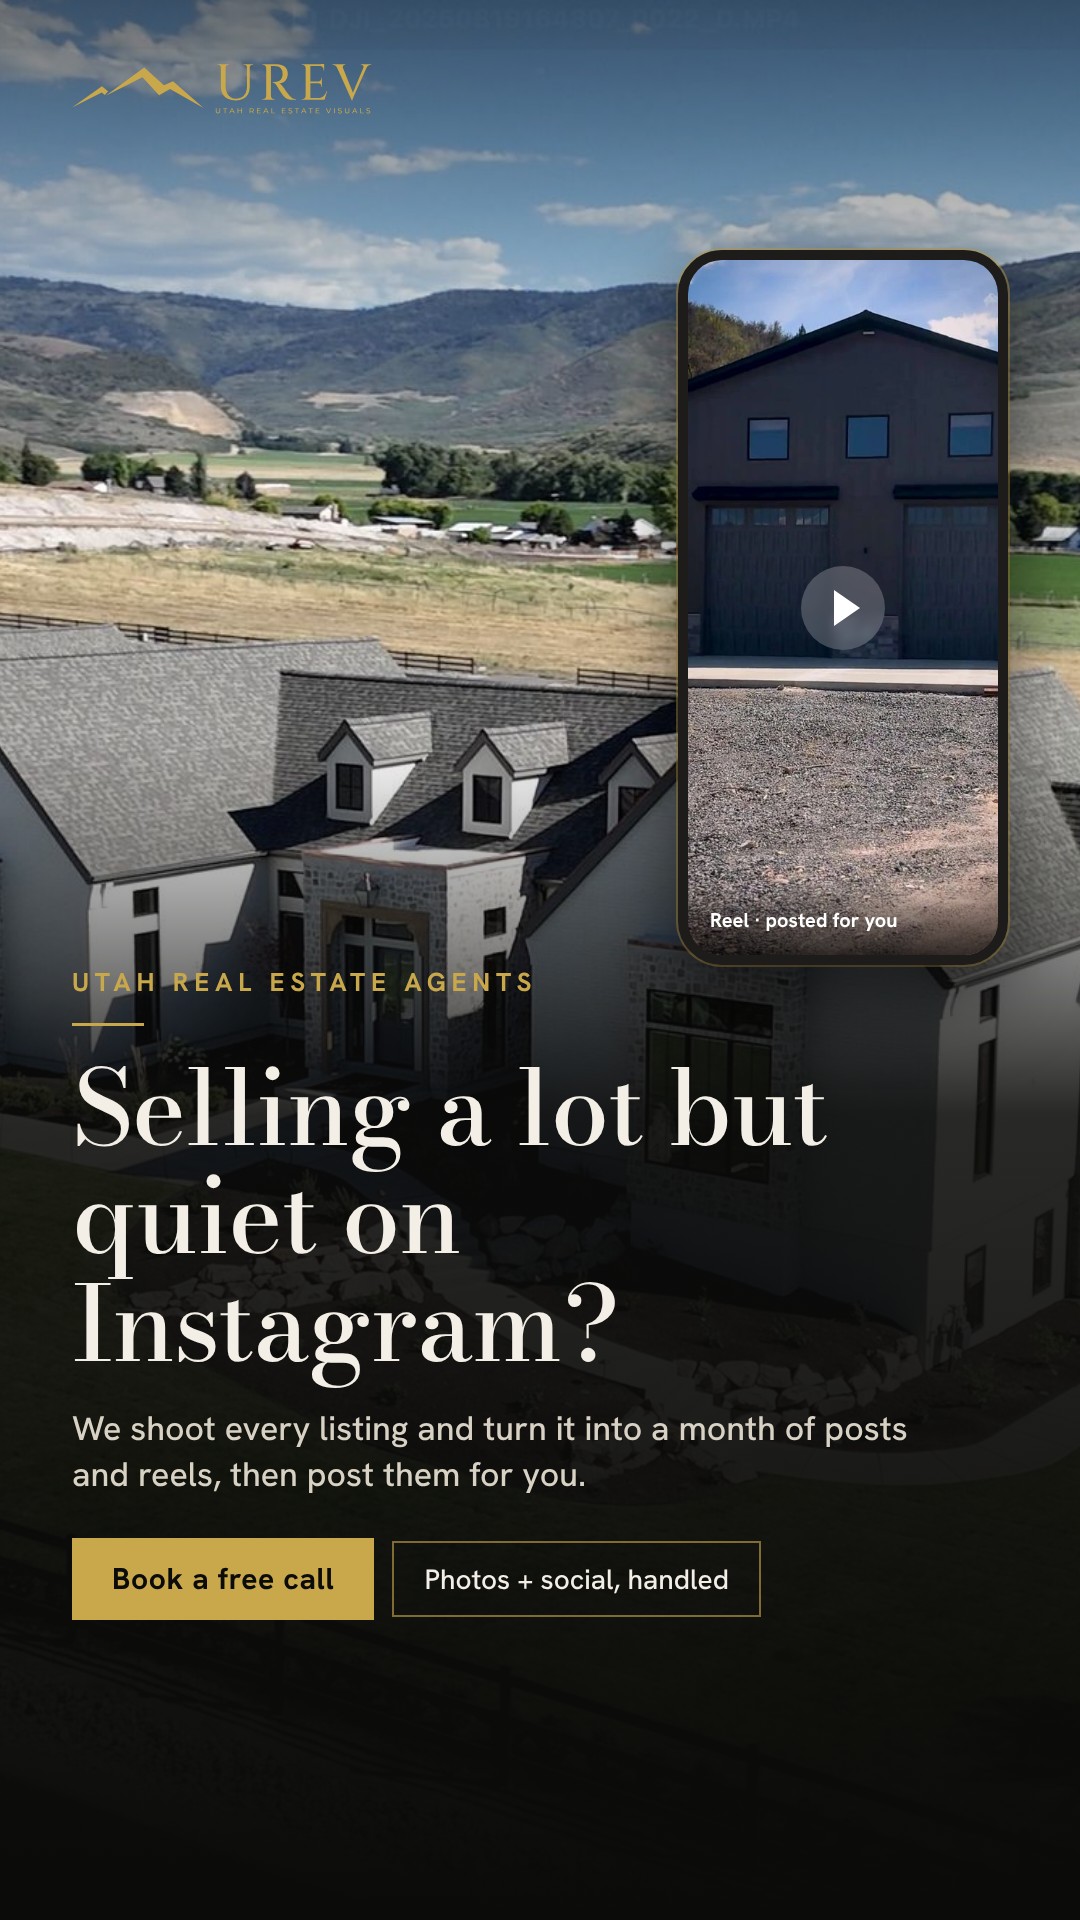 UREV
UTAH REAL ESTATE VISUALS
Reel · posted for you
UTAH REAL ESTATE AGENTS
Selling a lot but
quiet on
Instagram?
We shoot every listing and turn it into a month of posts
and reels, then post them for you.
Book a free call
Photos + social, handled